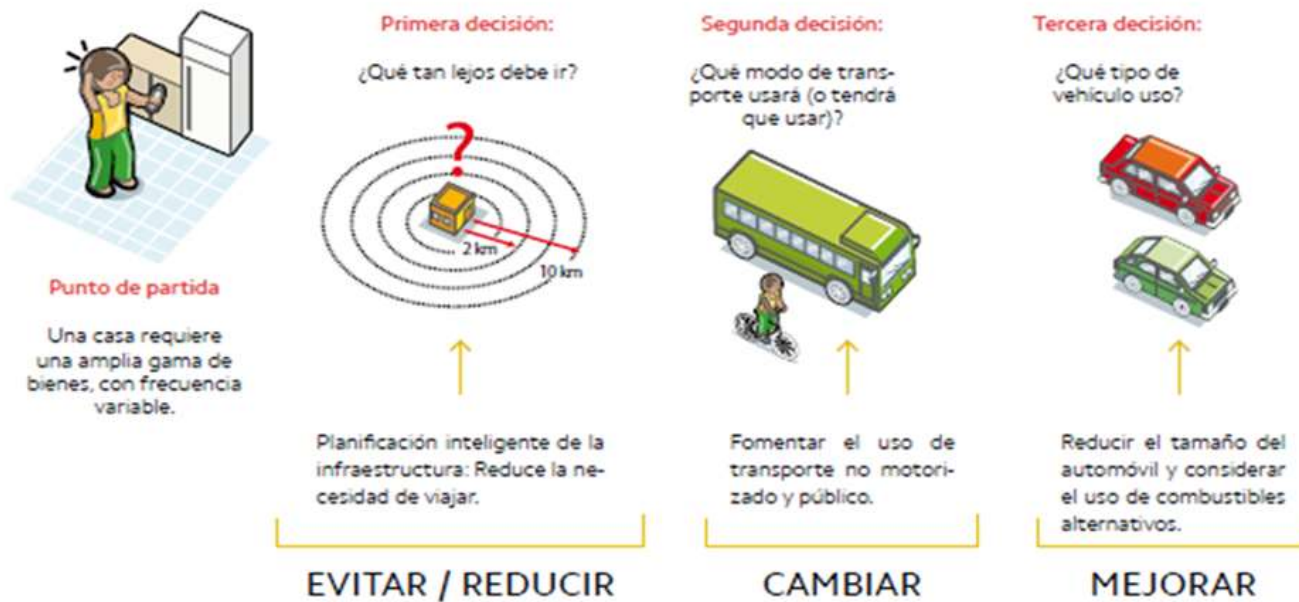 Punto de partida
Una casa requiere
una amplia gama de
bienes, con frecuencia
variable.
Primera decisión:
¿Qué tan lejos debe ir?
?
2 km
10 km
Planificación inteligente de la
infraestructura: Reduce la ne-
cesidad de viajar.
EVITAR / REDUCIR
Segunda decisión:
¿Qué modo de trans-
porte usará (o tendrá
que usar)?
Fomentar el uso de
transporte no motori-
zado y público.
CAMBIAR
Tercera decisión:
¿Qué tipo de
vehículo uso?
Reducir el tamaño del
automóvil y considerar
el uso de combustibles
alternativos.
MEJORAR